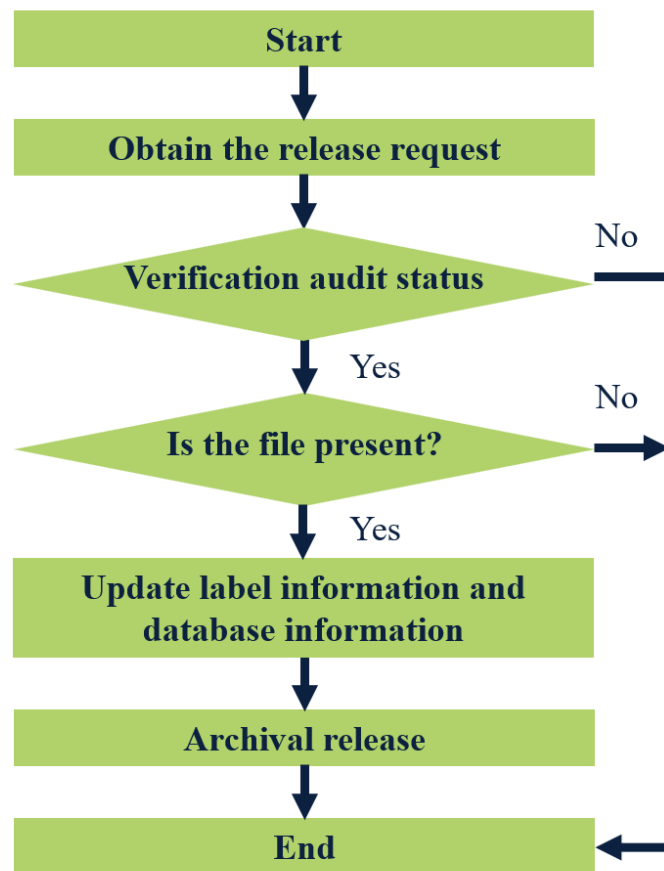 Start
Obtain the release request
No
Verification audit status
Yes
No
Is the file present?
Yes
Update label information and
database information
Archival release
End